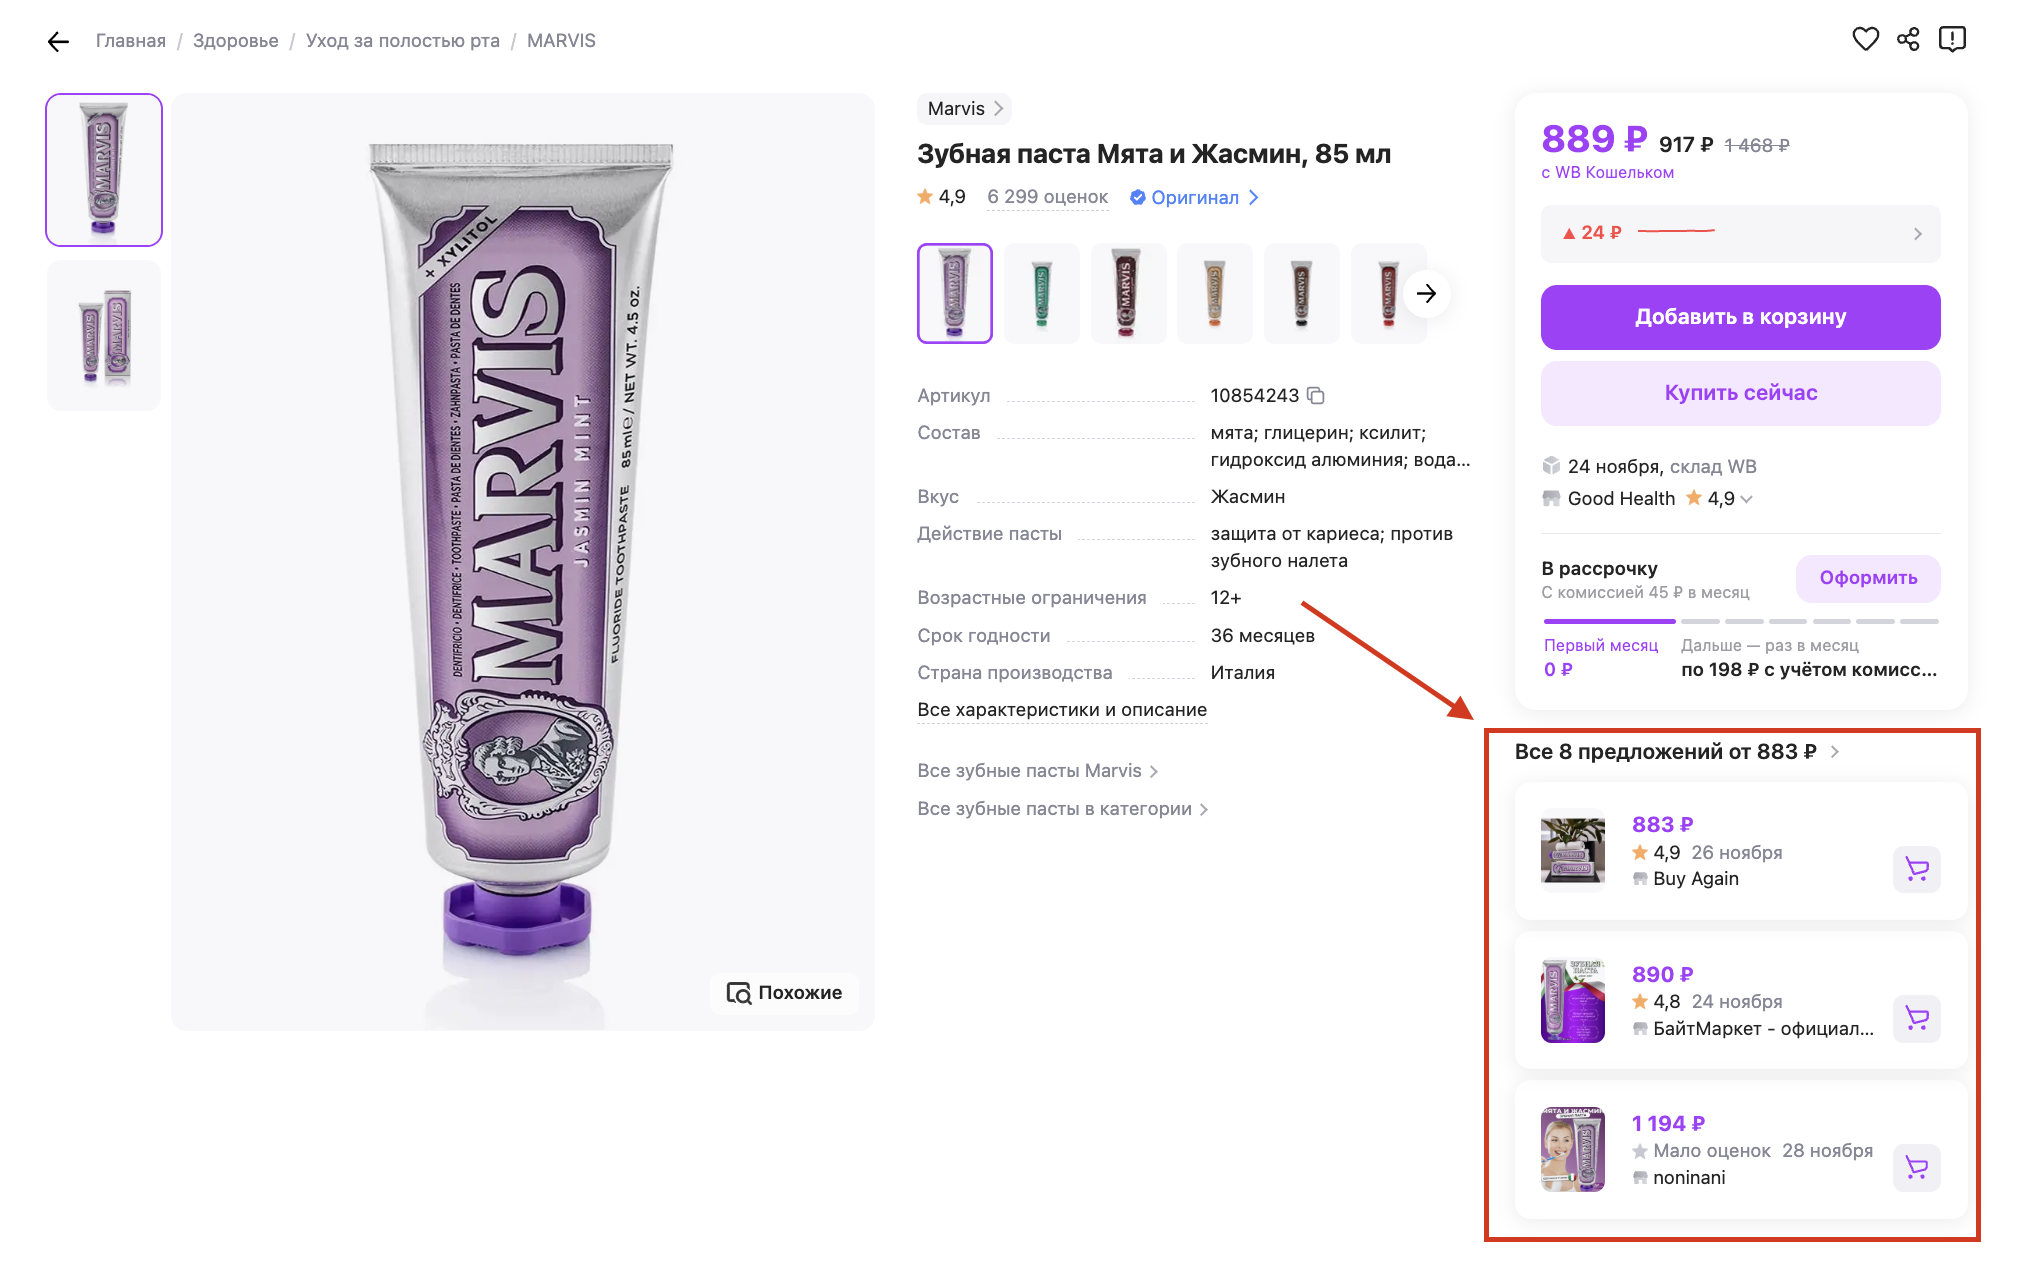 Главная / Здоровье / Уход за полостью рта / MARVIS
MARVIS
+ XYLITOL
DENTIFRICIO • DENTIFRICE • TOOTHPASTE • PASTA DE DENTES • ZAHNPASTA • PASTA DE DENTES
MARVIS
JASMIN MINT
FLUORIDE TOOTHPASTE 85 ml e / NET WT. 4.5 oz.
Похожие
Marvis
Зубная паста Мята и Жасмин, 85 мл
4,9 6 299 оценок Оригинал
Артикул 10854243
Состав мята; глицерин; ксилит;
гидроксид алюминия; вода...
Вкус Жасмин
Действие пасты защита от кариеса; против
зубного налета
Возрастные ограничения 12+
Срок годности 36 месяцев
Страна производства Италия
Все характеристики и описание
Все зубные пасты Marvis
Все зубные пасты в категории
889 ₽ 917 ₽ 1 468 ₽
с WB Кошельком
24 ₽
Добавить в корзину
Купить сейчас
24 ноября, склад WB
Good Health 4,9
В рассрочку
С комиссией 45 ₽ в месяц
Оформить
Первый месяц
0 ₽
Дальше — раз в месяц
по 198 ₽ с учётом комисс...
Все 8 предложений от 883 ₽
883 ₽
4,9 26 ноября
Buy Again
890 ₽
4,8 24 ноября
БайтМаркет - официал...
1 194 ₽
Мало оценок 28 ноября
noninani